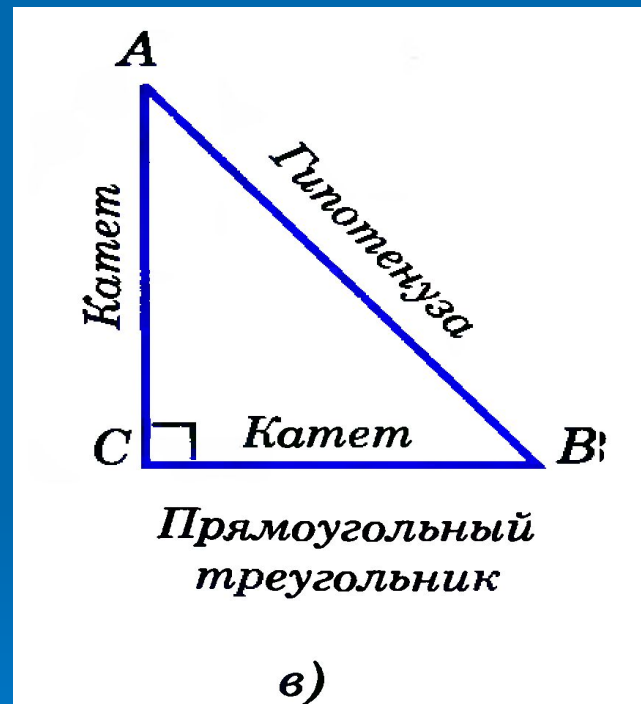 A
Гипотенуза
Катет
C
Катет
B
Прямоугольный
треугольник
в)